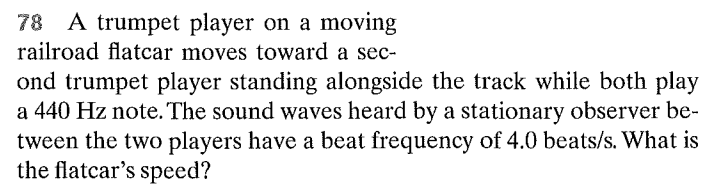 78 A trumpet player on a moving
railroad flatcar moves toward a sec-
ond trumpet player standing alongside the track while both play
a 440 Hz note. The sound waves heard by a stationary observer be-
tween the two players have a beat frequency of 4.0 beats/s. What is
the flatcar's speed?